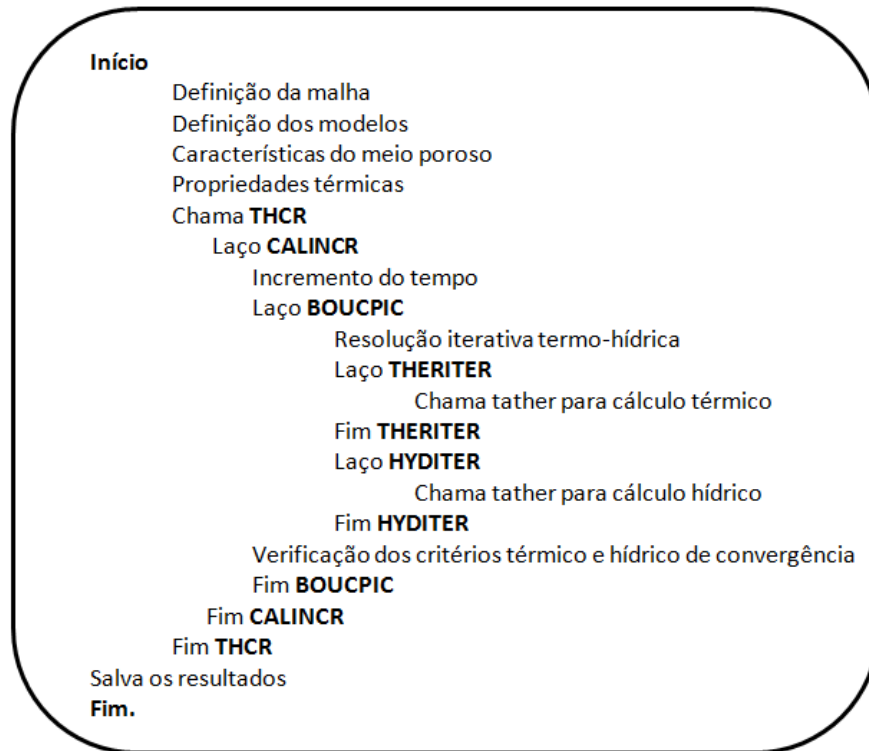 Início
Definição da malha
Definição dos modelos
Características do meio poroso
Propriedades térmicas
Chama THCR
Laço CALINCR
Incremento do tempo
Laço BOUCPIC
Resolução iterativa termo-hídrica
Laço THERITER
Chama tather para cálculo térmico
Fim THERITER
Laço HYDITER
Chama tather para cálculo hídrico
Fim HYDITER
Verificação dos critérios térmico e hídrico de convergência
Fim BOUCPIC
Fim CALINCR
Fim THCR
Salva os resultados
Fim.